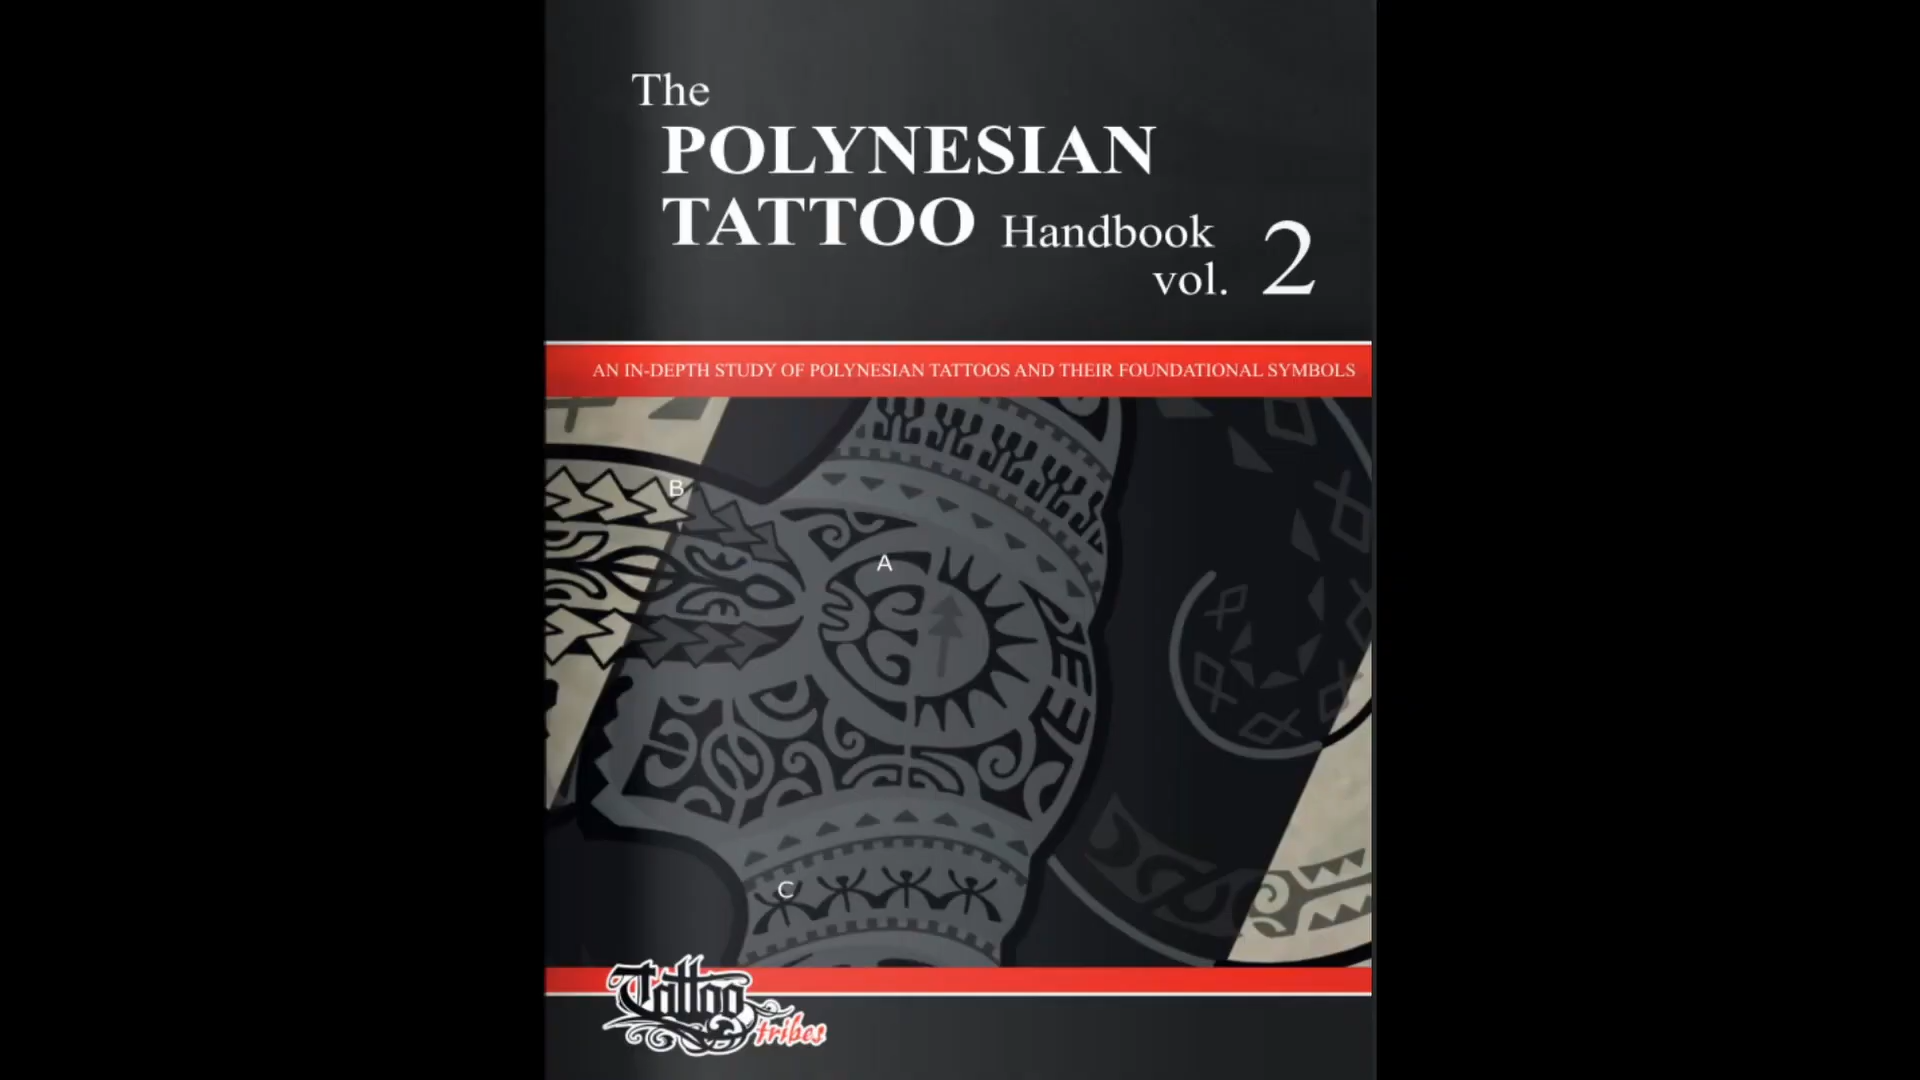 The
POLYNESIAN
TATTOO Handbook
vol. 2
AN IN-DEPTH STUDY OF POLYNESIAN TATTOOS AND THEIR FOUNDATIONAL SYMBOLS
B
A
C
Tattoo
tribes